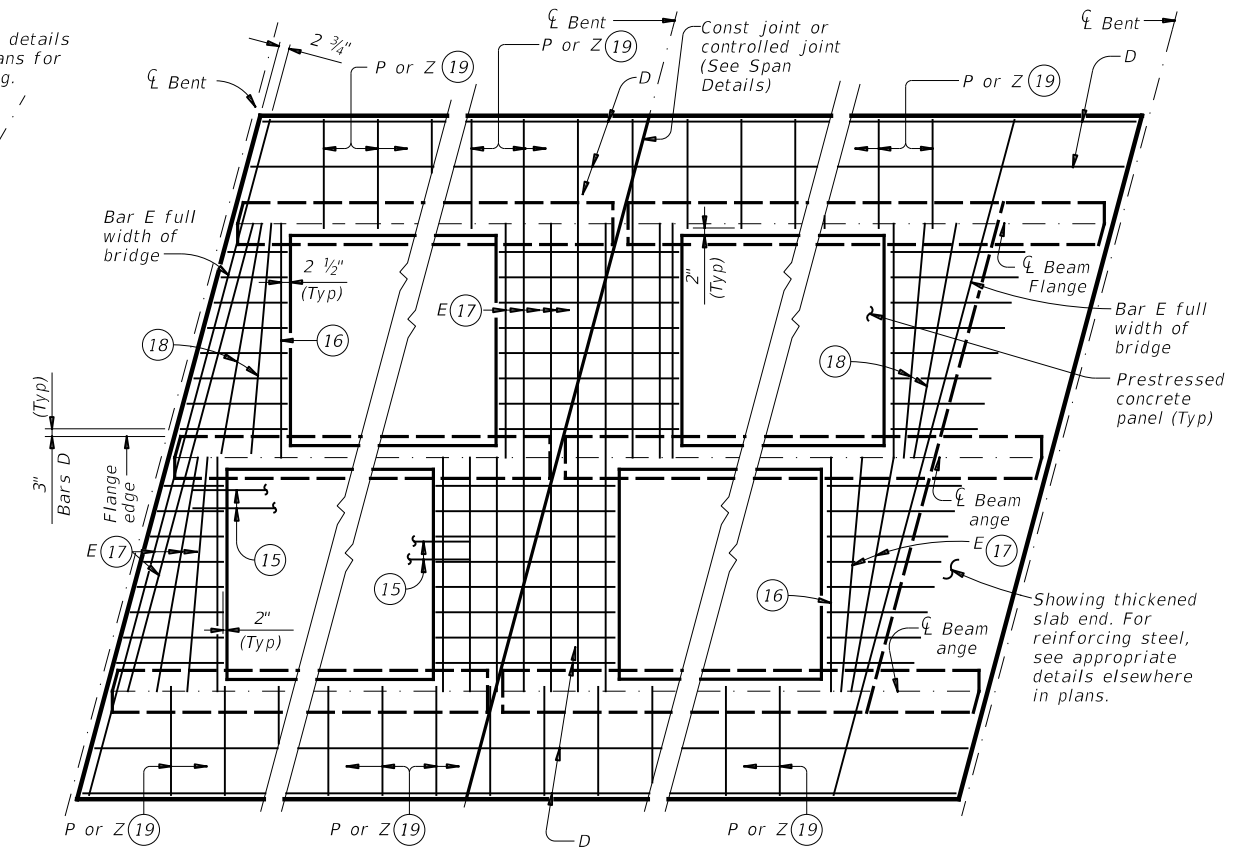 details
ans for
g.
2 ¾"
℄ Bent
P or Z 19
℄ Bent
P or Z 19
D
Const joint or
controlled joint
(See Span
Details)
℄ Bent
D
P or Z 19
Bar E full
width of
bridge
2 ½"
(Typ)
E 17
2"
(Typ)
℄ Beam
Flange
Bar E full
width of
bridge
18
16
18
Prestressed
concrete
panel (Typ)
(Typ)
3"
Bars D
Flange
edge
℄ Beam
ange
E 17
E 17
15
15
16
2"
(Typ)
℄ Beam
ange
Showing thickened
slab end. For
reinforcing steel,
see appropriate
details elsewhere
in plans.
P or Z 19
P or Z 19
D
P or Z 19